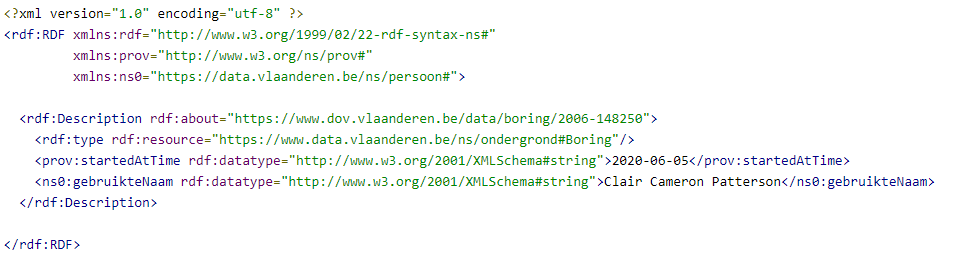 <?xml version="1.0" encoding="utf-8" ?>
<rdf:RDF xmlns:rdf="http://www.w3.org/1999/02/22-rdf-syntax-ns#"
         xmlns:prov="http://www.w3.org/ns/prov#"
         xmlns:ns0="https://data.vlaanderen.be/ns/persoon#">

  <rdf:Description rdf:about="https://www.dov.vlaanderen.be/data/boring/2006-148250">
    <rdf:type rdf:resource="https://www.data.vlaanderen.be/ns/ondergrond#Boring"/>
    <prov:startedAtTime rdf:datatype="http://www.w3.org/2001/XMLSchema#string">2020-06-05</prov:startedAtTime>
    <ns0:gebruikteNaam rdf:datatype="http://www.w3.org/2001/XMLSchema#string">Clair Cameron Patterson</ns0:gebruikteNaam>
  </rdf:Description>

</rdf:RDF>